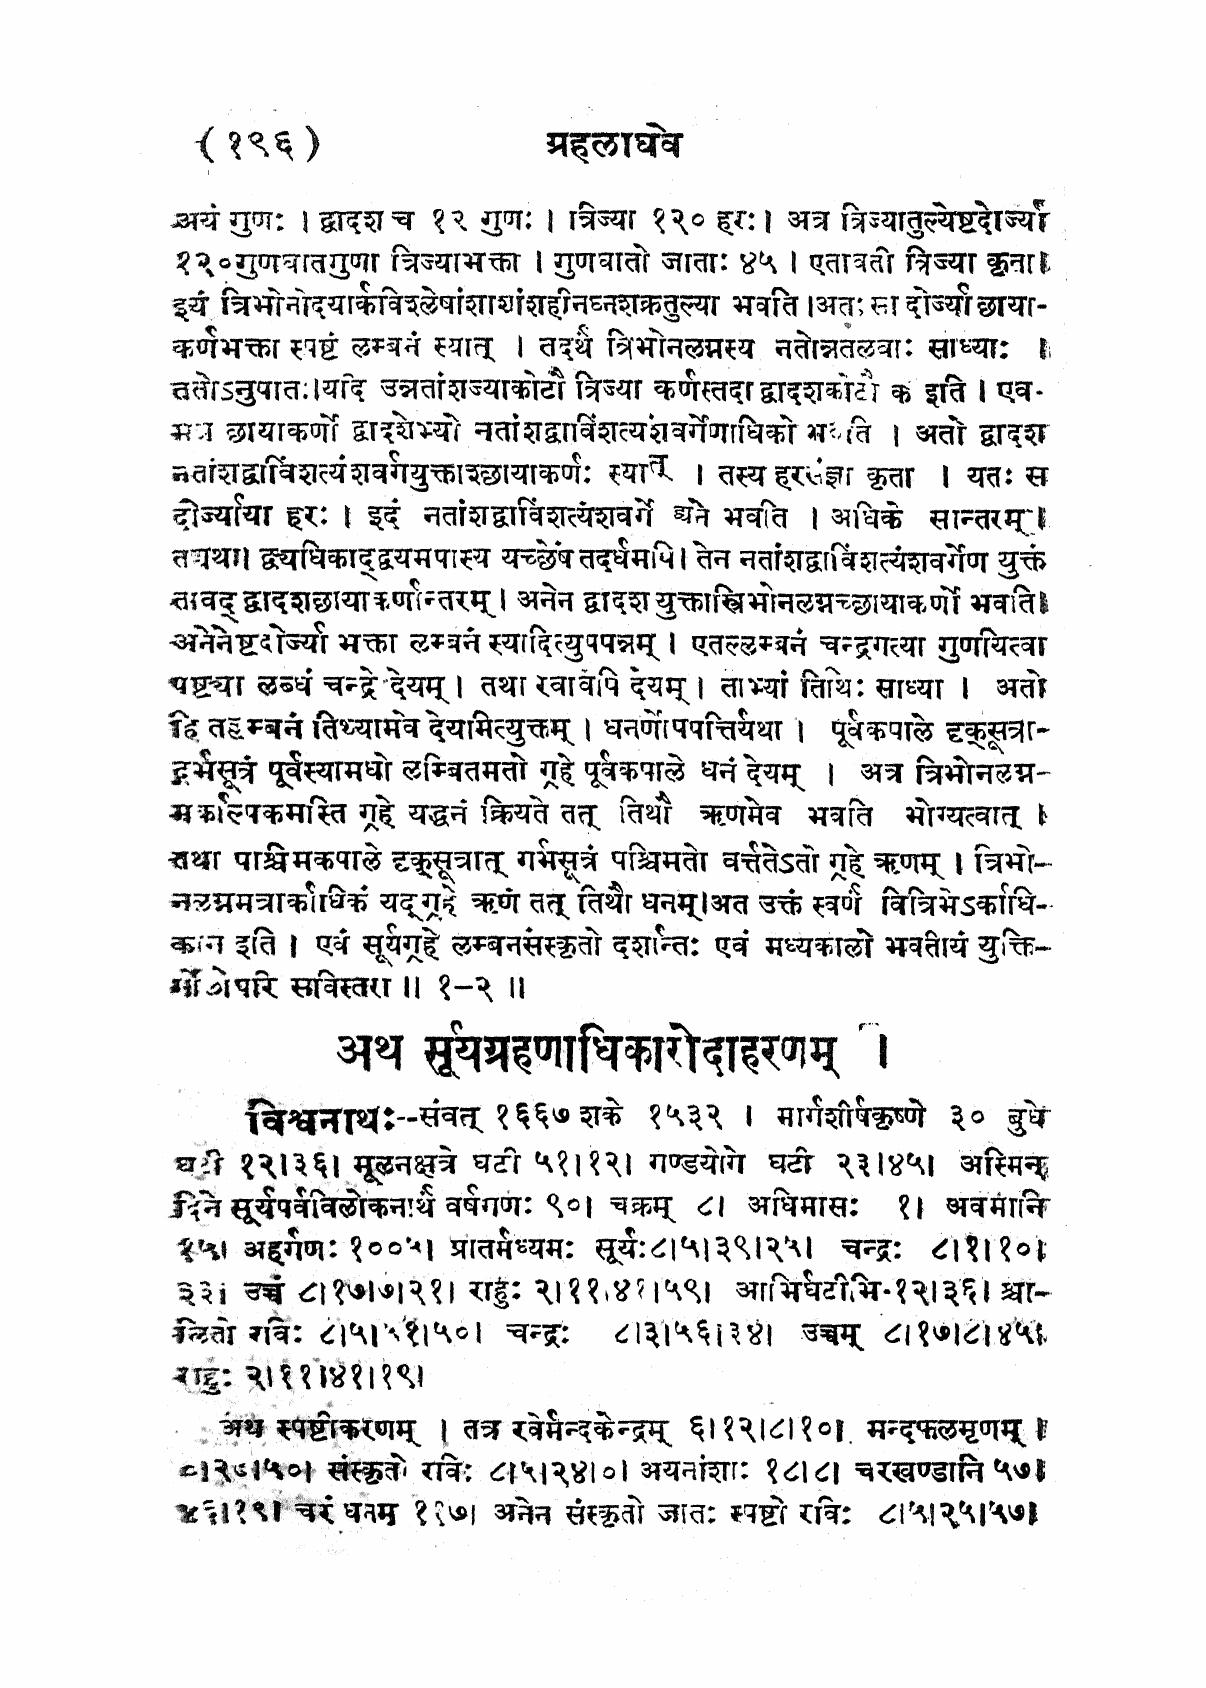 (१९६) ग्रहलाघवे
अयं गुणः । द्वादश च १२ गुणः । त्रिज्या १२० हरः । अत्र त्रिज्यातुल्येष्टदोर्ज्या
१२०गुणघातगुणा त्रिज्याभक्ता । गुणघातो जाताः ४५ । एतावती त्रिज्या कृता।
इयं त्रिभोनोदयार्कविश्लेषांशाशांशहीनघ्नशक्रतुल्या भवति ।अतः सा दोर्ज्या छाया-
कर्णभक्ता स्पष्टं लम्बनं स्यात् । तदर्थं त्रिभोनलग्नस्य नतोन्नतलवाः साध्याः ।
ततोऽनुपातः।यदि उन्नतांशज्याकोटौ त्रिज्या कर्णस्तदा द्वादशकोटौ क इति । एव-
मत्र छायाकर्णो द्वादशेभ्यो नतांशद्वाविंशत्यंशवर्गेणाधिको भवति । अतो द्वादश
नतांशद्वाविंशत्यंशवर्गयुक्ताश्छायाकर्णः स्यात् । तस्य हरसंज्ञा कृता । यतः स
दोर्ज्याया हरः । इदं नतांशद्वाविंशत्यंशवर्गे द्यूने भवति । अधिके सान्तरम् ।
तद्यथा। द्व्यधिकाद्द्वयमपास्य यच्छेषं तदर्धमपि। तेन नतांशद्वाविंशत्यंशवर्गेण युक्तं
तावद् द्वादशछायाकर्णान्तरम् । अनेन द्वादश युक्तास्त्रिभोनलग्नच्छायाकर्णो भवति।
अनेनेष्टदोर्ज्या भक्ता लम्बनं स्यादित्युपपन्नम् । एतल्लम्बनं चन्द्रगत्या गुणयित्वा
षष्ट्या लब्धं चन्द्रे देयम् । तथा रवावपि देयम् । ताभ्यां तिथिः साध्या । अतो
हि तल्लम्बनं तिथ्यामेव देयामित्युक्तम् । धनर्णोपपत्तिर्यथा । पूर्वकपाले दृक्सूत्रा-
द्गर्भसूत्रं पूर्वस्यामधो लम्बितमतो ग्रहे पूर्वकपाले धनं देयम् । अत्र त्रिभोनलग्न-
मर्काल्पकमस्ति ग्रहे यद्धनं क्रियते तत् तिथौ ऋणमेव भवति भोग्यत्वात् ।
तथा पाश्चिमकपाले दृक्सूत्रात् गर्भसूत्रं पश्चिमतो वर्त्ततेऽतो ग्रहे ऋणम् । त्रिभो-
नलग्नमत्रार्काधिकं यद्ग्रहे ऋणं तत् तिथौ धनम्।अत उक्तं स्वर्णं वित्रिभेऽर्काधि-
कोन इति । एवं सूर्यग्रहे लम्बनसंस्कृतो दर्शान्तः एवं मध्यकालो भवतीयं युक्ति-
र्गोलोपरि सविस्तरा ॥ १-२ ॥
अथ सूर्यग्रहणाधिकारोदाहरणम् ।
विश्वनाथः--संवत् १६६७ शके १५३२ । मार्गशीर्षकृष्णे ३० बुधे
घटी १२।३६। मूलनक्षत्रे घटी ५१।१२। गण्डयोगे घटी २३।४५। अस्मिन्
दिने सूर्यपर्वविलोकनार्थं वर्षगणः ९०। चक्रम् ८। अधिमासः १। अवमानि
१५। अहर्गणः १००५। प्रातर्मध्यमः सूर्यः८।५।३९।२५। चन्द्रः ८।१।१०।
३३। उच्चं ८।१७।७।२१। राहुः २।११।४१।५९। आभिर्घटीभि-१२।३६। श्चा-
लितो रविः ८।५।५१।५०। चन्द्रः ८।३।५६।३४। उच्चम् ८।१७।८।४५।
राहुः २।११।४१।१९।
अथ स्पष्टीकरणम् । तत्र रवेर्मन्दकेन्द्रम् ६।१२।८।१०। मन्दफलमृणम् ।
०।२७।५०। संस्कृतो रविः ८।५।२४।०। अयनांशाः १८।८। चरखण्डानि ५७।
४६।१९। चरं धनम् ११७। अनेन संस्कृतो जातः स्पष्टो रविः ८।५।२५।५७।